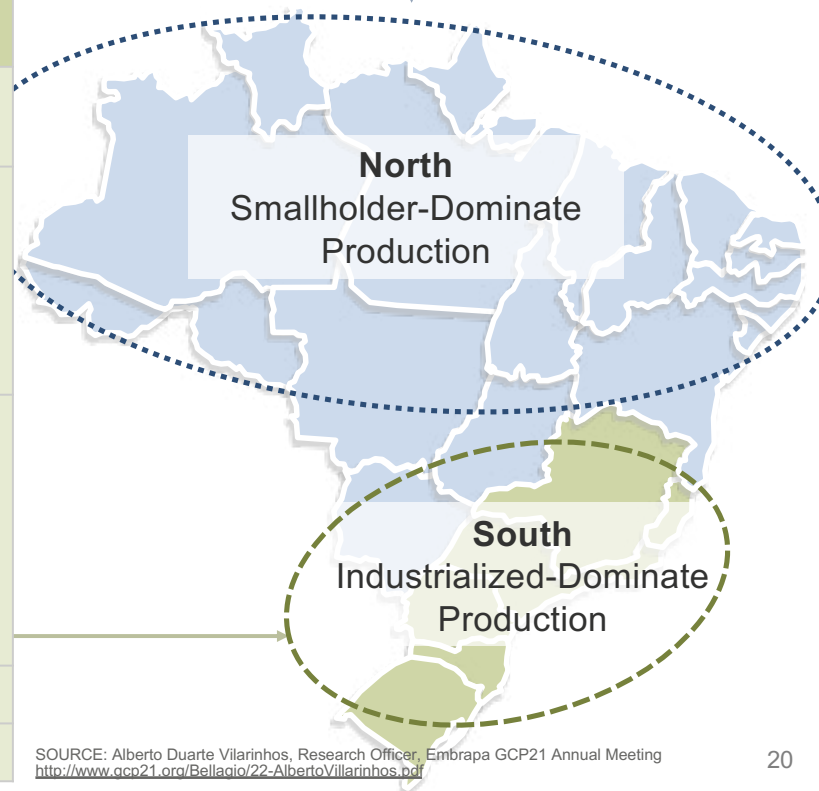 North
Smallholder-Dominate
Production
South
Industrialized-Dominate
Production
SOURCE: Alberto Duarte Vilarinhos, Research Officer, Embrapa GCP21 Annual Meeting
http://www.gcp21.org/Bellagio/22-AlbertoVillarinhos.pdf
20